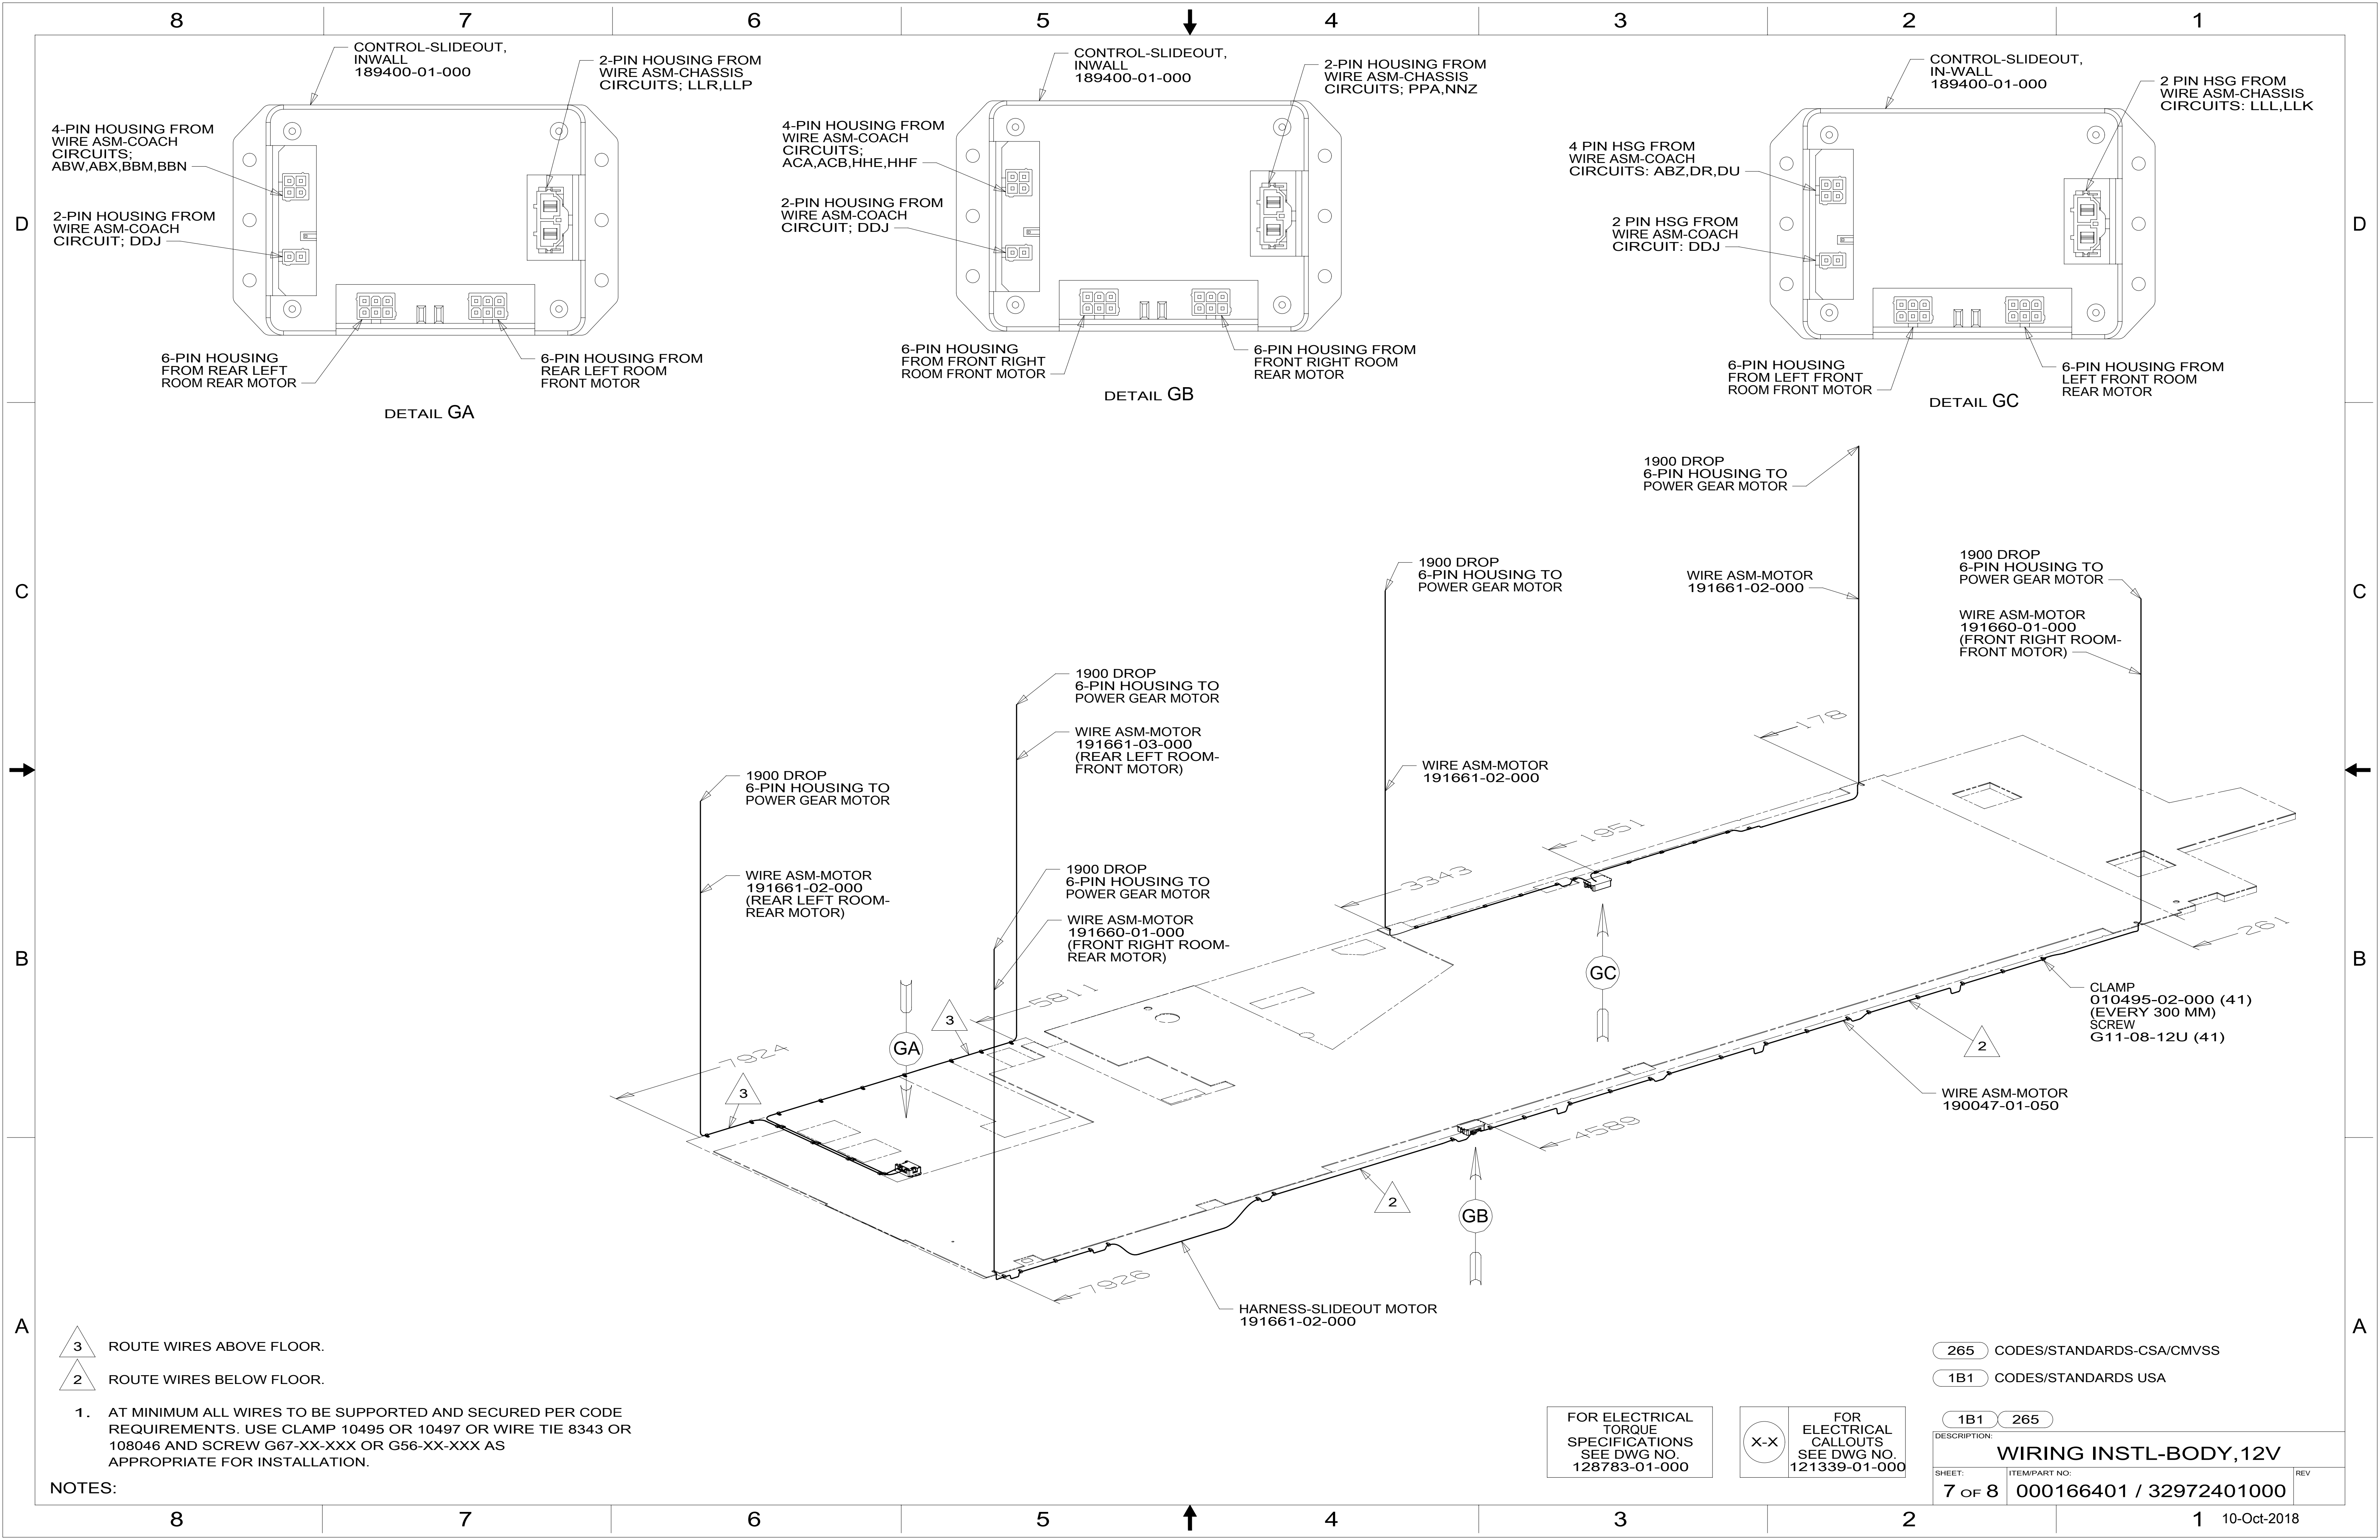 8 7 6 5 4 3 2 1
CONTROL-SLIDEOUT,
INWALL
189400-01-000
2-PIN HOUSING FROM
WIRE ASM-CHASSIS
CIRCUITS; LLR,LLP
4-PIN HOUSING FROM
WIRE ASM-COACH
CIRCUITS;
ABW,ABX,BBM,BBN
2-PIN HOUSING FROM
WIRE ASM-COACH
CIRCUIT; DDJ
6-PIN HOUSING
FROM REAR LEFT
ROOM REAR MOTOR
6-PIN HOUSING FROM
REAR LEFT ROOM
FRONT MOTOR
DETAIL GA
CONTROL-SLIDEOUT,
INWALL
189400-01-000
2-PIN HOUSING FROM
WIRE ASM-CHASSIS
CIRCUITS; PPA,NNZ
4-PIN HOUSING FROM
WIRE ASM-COACH
CIRCUITS;
ACA,ACB,HHE,HHF
2-PIN HOUSING FROM
WIRE ASM-COACH
CIRCUIT; DDJ
6-PIN HOUSING
FROM FRONT RIGHT
ROOM FRONT MOTOR
6-PIN HOUSING FROM
FRONT RIGHT ROOM
REAR MOTOR
DETAIL GB
CONTROL-SLIDEOUT,
IN-WALL
189400-01-000
2 PIN HSG FROM
WIRE ASM-CHASSIS
CIRCUITS: LLL,LLK
4 PIN HSG FROM
WIRE ASM-COACH
CIRCUITS: ABZ,DR,DU
2 PIN HSG FROM
WIRE ASM-COACH
CIRCUIT: DDJ
6-PIN HOUSING
FROM LEFT FRONT
ROOM FRONT MOTOR
6-PIN HOUSING FROM
LEFT FRONT ROOM
REAR MOTOR
DETAIL GC
D D
C C
B B
A A
1900 DROP
6-PIN HOUSING TO
POWER GEAR MOTOR
1900 DROP
6-PIN HOUSING TO
POWER GEAR MOTOR
WIRE ASM-MOTOR
191661-02-000
1900 DROP
6-PIN HOUSING TO
POWER GEAR MOTOR
WIRE ASM-MOTOR
191660-01-000
(FRONT RIGHT ROOM-
FRONT MOTOR)
1900 DROP
6-PIN HOUSING TO
POWER GEAR MOTOR
WIRE ASM-MOTOR
191661-03-000
(REAR LEFT ROOM-
FRONT MOTOR)
WIRE ASM-MOTOR
191661-02-000
178
1900 DROP
6-PIN HOUSING TO
POWER GEAR MOTOR
WIRE ASM-MOTOR
191661-02-000
(REAR LEFT ROOM-
REAR MOTOR)
1900 DROP
6-PIN HOUSING TO
POWER GEAR MOTOR
WIRE ASM-MOTOR
191660-01-000
(FRONT RIGHT ROOM-
REAR MOTOR)
1951
3343
261
GC
5811
3
GA
7924
3
CLAMP
010495-02-000 (41)
(EVERY 300 MM)
SCREW
G11-08-12U (41)
2
WIRE ASM-MOTOR
190047-01-050
4589
2
GB
7926
HARNESS-SLIDEOUT MOTOR
191661-02-000
3 ROUTE WIRES ABOVE FLOOR.
2 ROUTE WIRES BELOW FLOOR.
1. AT MINIMUM ALL WIRES TO BE SUPPORTED AND SECURED PER CODE
REQUIREMENTS. USE CLAMP 10495 OR 10497 OR WIRE TIE 8343 OR
108046 AND SCREW G67-XX-XXX OR G56-XX-XXX AS
APPROPRIATE FOR INSTALLATION.
NOTES:
FOR ELECTRICAL
TORQUE
SPECIFICATIONS
SEE DWG NO.
128783-01-000
X-X
FOR
ELECTRICAL
CALLOUTS
SEE DWG NO.
121339-01-000
265 CODES/STANDARDS-CSA/CMVSS
1B1 CODES/STANDARDS USA
1B1 265
DESCRIPTION:
WIRING INSTL-BODY,12V
SHEET: ITEM/PART NO: REV
7 OF 8 000166401 / 32972401000
8 7 6 5 4 3 2 1
10-Oct-2018